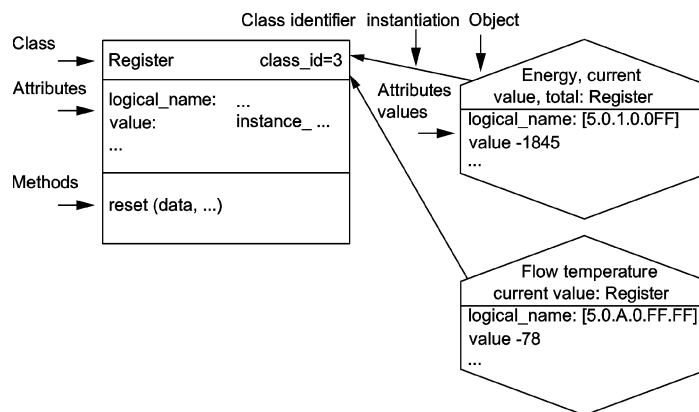 Class identifier instantiation Object
Class
Register class_id=3
Attributes
logical_name: ...
value: instance_ ...
...
Methods
reset (data, ...)
Attributes
values
Energy, current
value, total: Register
logical_name: [5.0.1.0.0FF]
value -1845
...
Flow temperature
current value: Register
logical_name: [5.0.A.0.FF.FF]
value -78
...